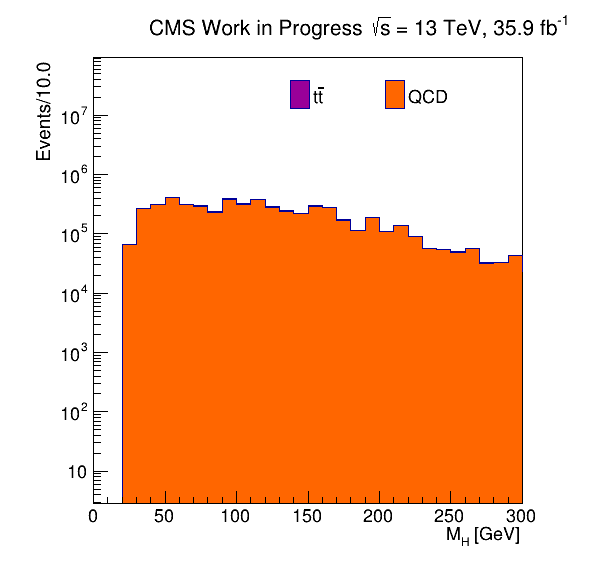 CMS Work in Progress √s = 13 TeV, 35.9 fb⁻¹
Events/10.0
tt̄ QCD
10⁷
10⁶
10⁵
10⁴
10³
10²
10
0 50 100 150 200 250 300
M_H [GeV]